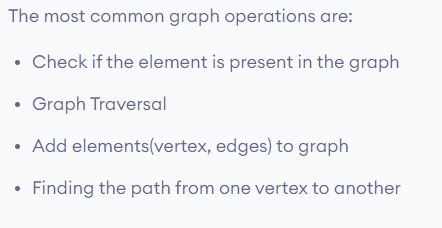 The most common graph operations are:
• Check if the element is present in the graph
• Graph Traversal
• Add elements(vertex, edges) to graph
• Finding the path from one vertex to another